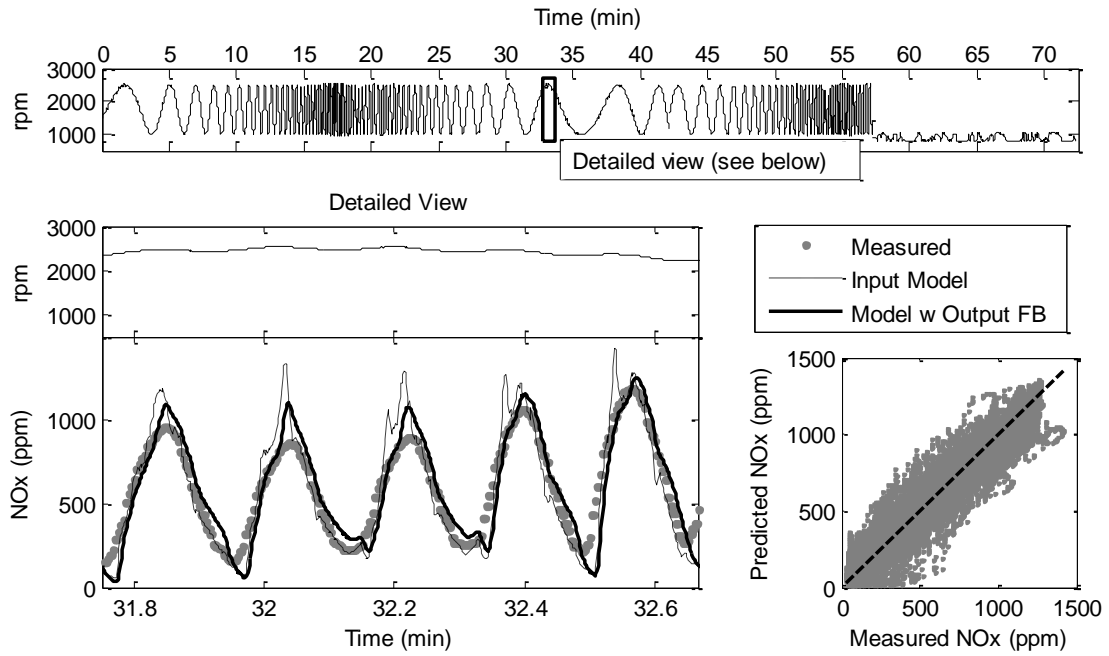 Time (min)
0 5 10 15 20 25 30 35 40 45 50 55 60 65 70
3000
2000
1000
rpm
Detailed view (see below)
Detailed View
3000
2000
1000
rpm
Measured
Input Model
Model w Output FB
1000
500
0
NOx (ppm)
31.8 32 32.2 32.4 32.6
Time (min)
1500
1000
500
0
Predicted NOx (ppm)
0 500 1000 1500
Measured NOx (ppm)